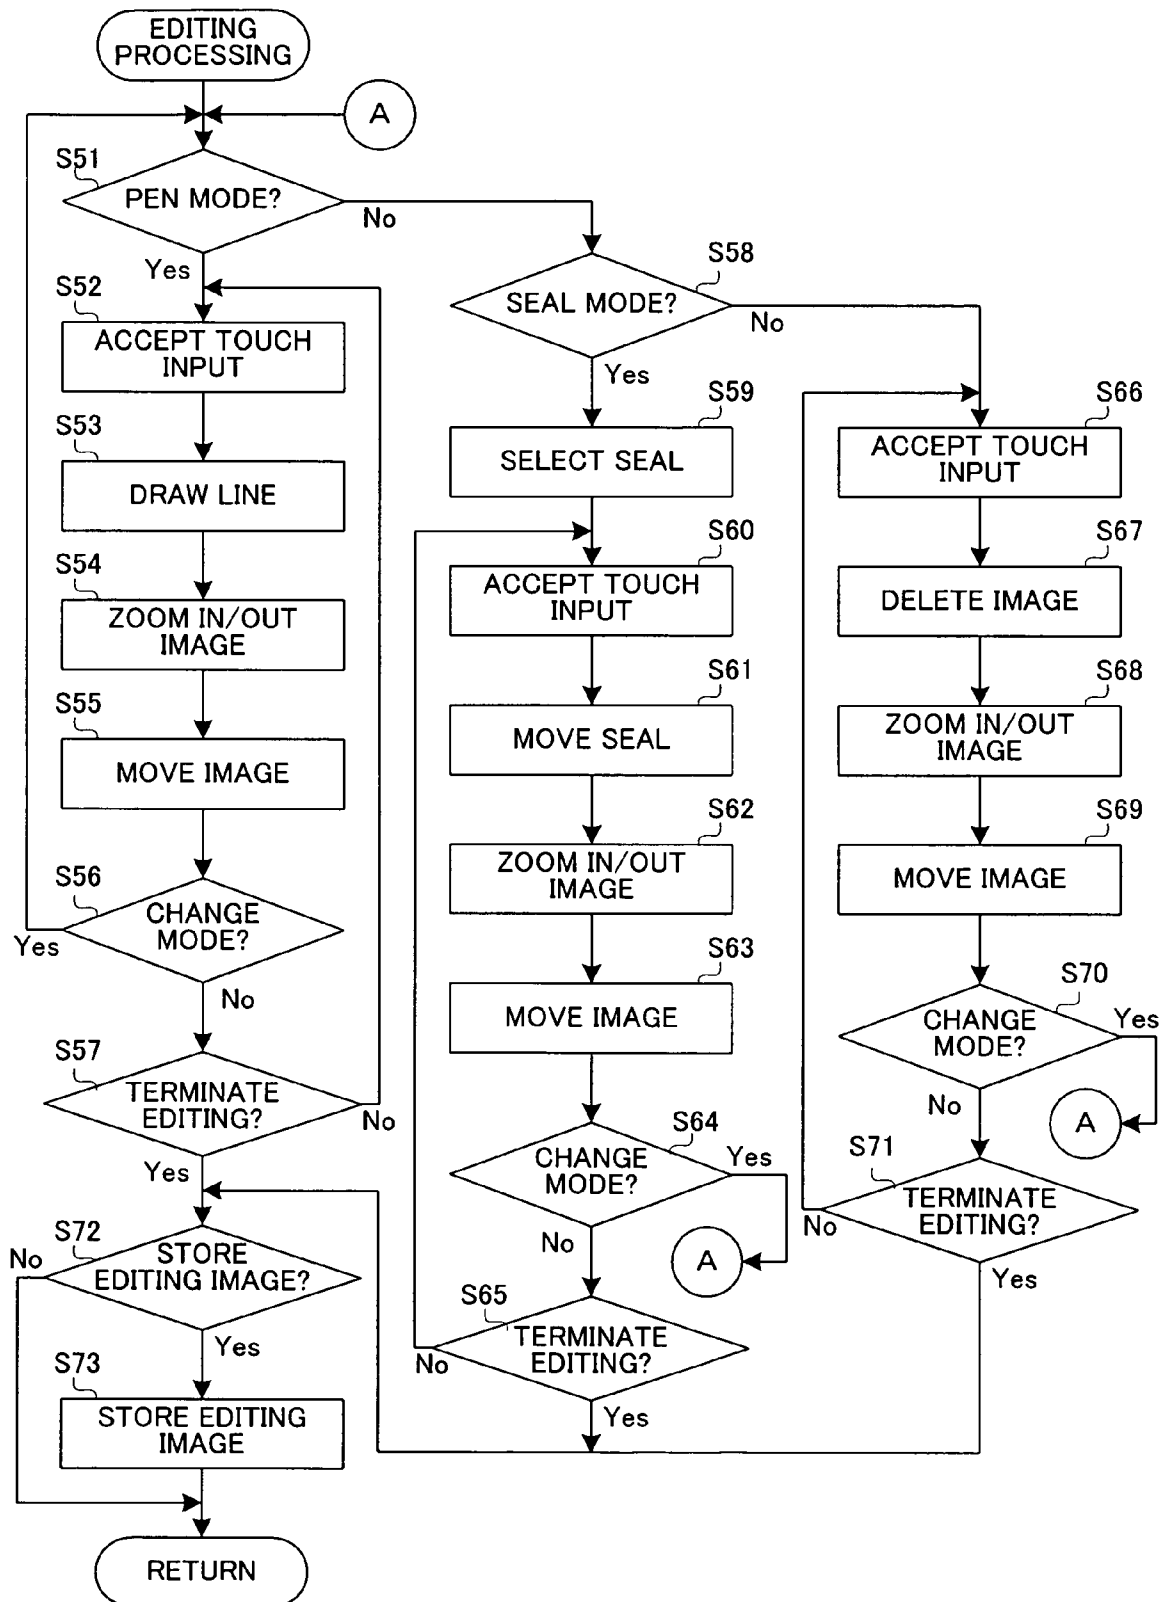 EDITING
PROCESSING
A
S51
PEN MODE?
No
Yes
S52
ACCEPT TOUCH
INPUT
S53
DRAW LINE
S54
ZOOM IN/OUT
IMAGE
S55
MOVE IMAGE
S56
CHANGE
MODE?
Yes
No
S57
TERMINATE
EDITING?
No
Yes
S72
STORE
EDITING IMAGE?
No
Yes
S73
STORE EDITING
IMAGE
RETURN
S58
SEAL MODE?
No
Yes
S59
SELECT SEAL
S60
ACCEPT TOUCH
INPUT
S61
MOVE SEAL
S62
ZOOM IN/OUT
IMAGE
S63
MOVE IMAGE
S64
CHANGE
MODE?
Yes
No
A
S65
TERMINATE
EDITING?
No
Yes
S66
ACCEPT TOUCH
INPUT
S67
DELETE IMAGE
S68
ZOOM IN/OUT
IMAGE
S69
MOVE IMAGE
S70
CHANGE
MODE?
Yes
No
A
S71
TERMINATE
EDITING?
No
Yes